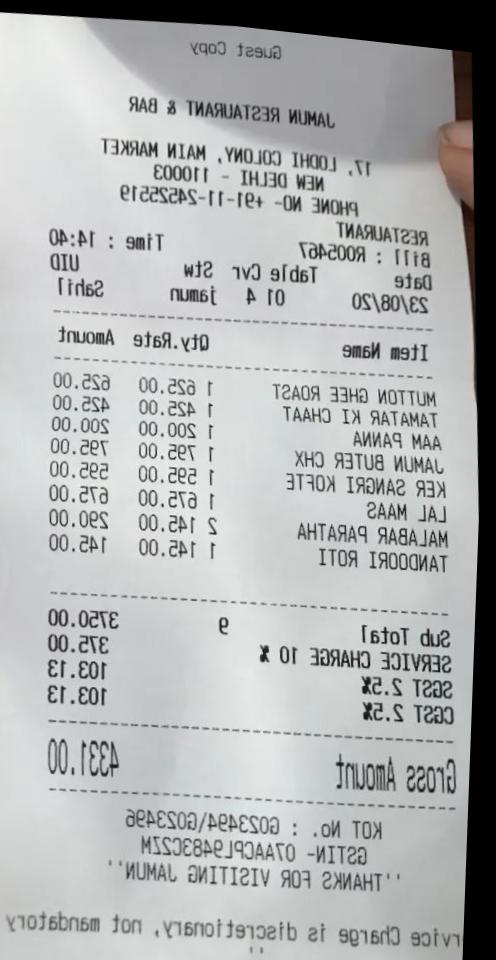 Guest Copy
JAMUN RESTAURANT & BAR
17, LODHI COLONY, MAIN MARKET
NEW DELHI - 110003
PHONE NO- +91-11-24525519
RESTAURANT
Bill : R005467 Time : 14:40
Date Table Cvr Stw UID
23/08/20 01 4 jamun Sahil
Item Name Qty.Rate Amount
MUTTON GHEE ROAST 1 625.00 625.00
TAMATAR KI CHAAT 1 425.00 425.00
AAM PANNA 1 200.00 200.00
JAMUN BUTER CHX 1 795.00 795.00
KER SANGRI KOFTE 1 595.00 595.00
LAL MAAS 1 675.00 675.00
MALABAR PARATHA 2 145.00 290.00
TANDOORI ROTI 1 145.00 145.00
Sub Total 9 3750.00
SERVICE CHARGE 10 % 375.00
SGST 2.5% 103.13
CGST 2.5% 103.13
Gross Amount 4331.00
KOT No. : G023494\G023496
GSTIN- 07AACPL9483C2ZM
''THANKS FOR VISITING JAMUN''
Charge is discretionary, not mandatory
''